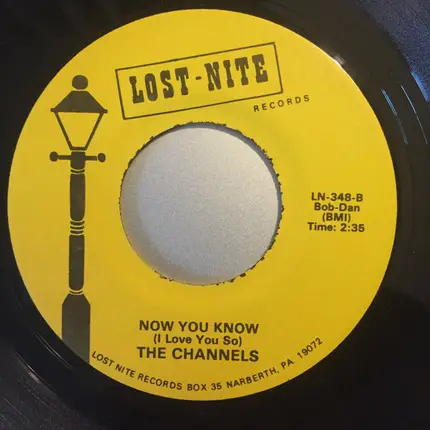 LOST-NITE
RECORDS
LN-348-B
Bob-Dan
(BMI)
Time: 2:35
NOW YOU KNOW
(I Love You So)
THE CHANNELS
LOST NITE RECORDS BOX 35 NARBERTH, PA 19072